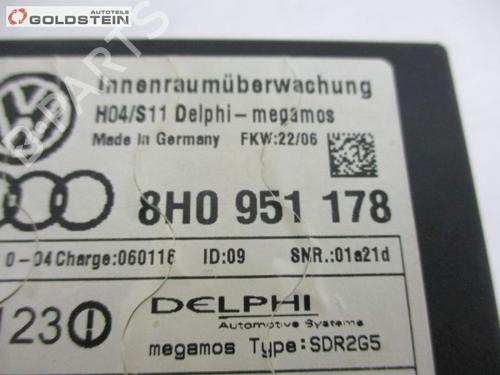 Autoteile
GOLDSTEIN
B-PARTS
Innenraumüberwachung
H04/S11 Delphi-megamos
Made in Germany FKW:22/06
8H0 951 178
0-04 Charge:060116 ID:09 SNR.:01a21d
123
DELPHI
Automotive Systems
megamos Type:SDR2G5